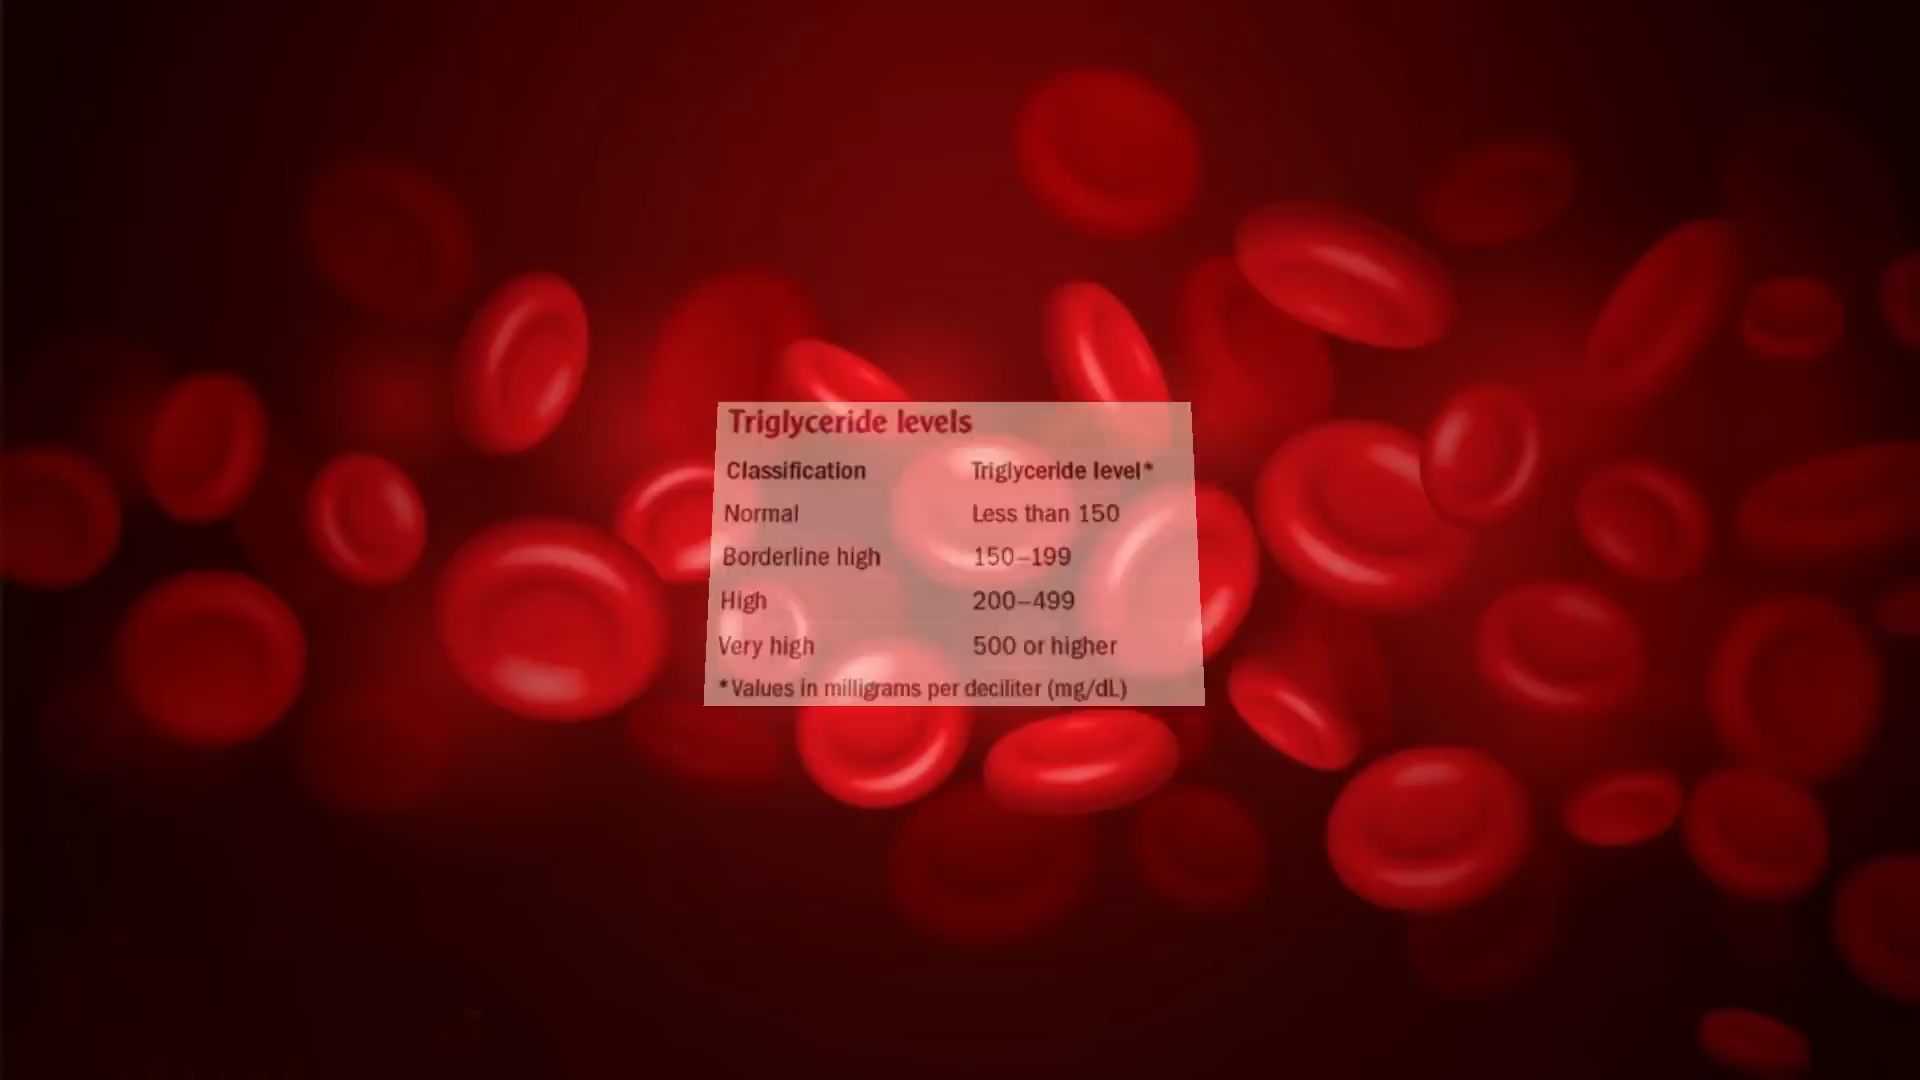 Triglyceride levels
Classification Triglyceride level*
Normal Less than 150
Borderline high 150–199
High 200–499
Very high 500 or higher
*Values in milligrams per deciliter (mg/dL)